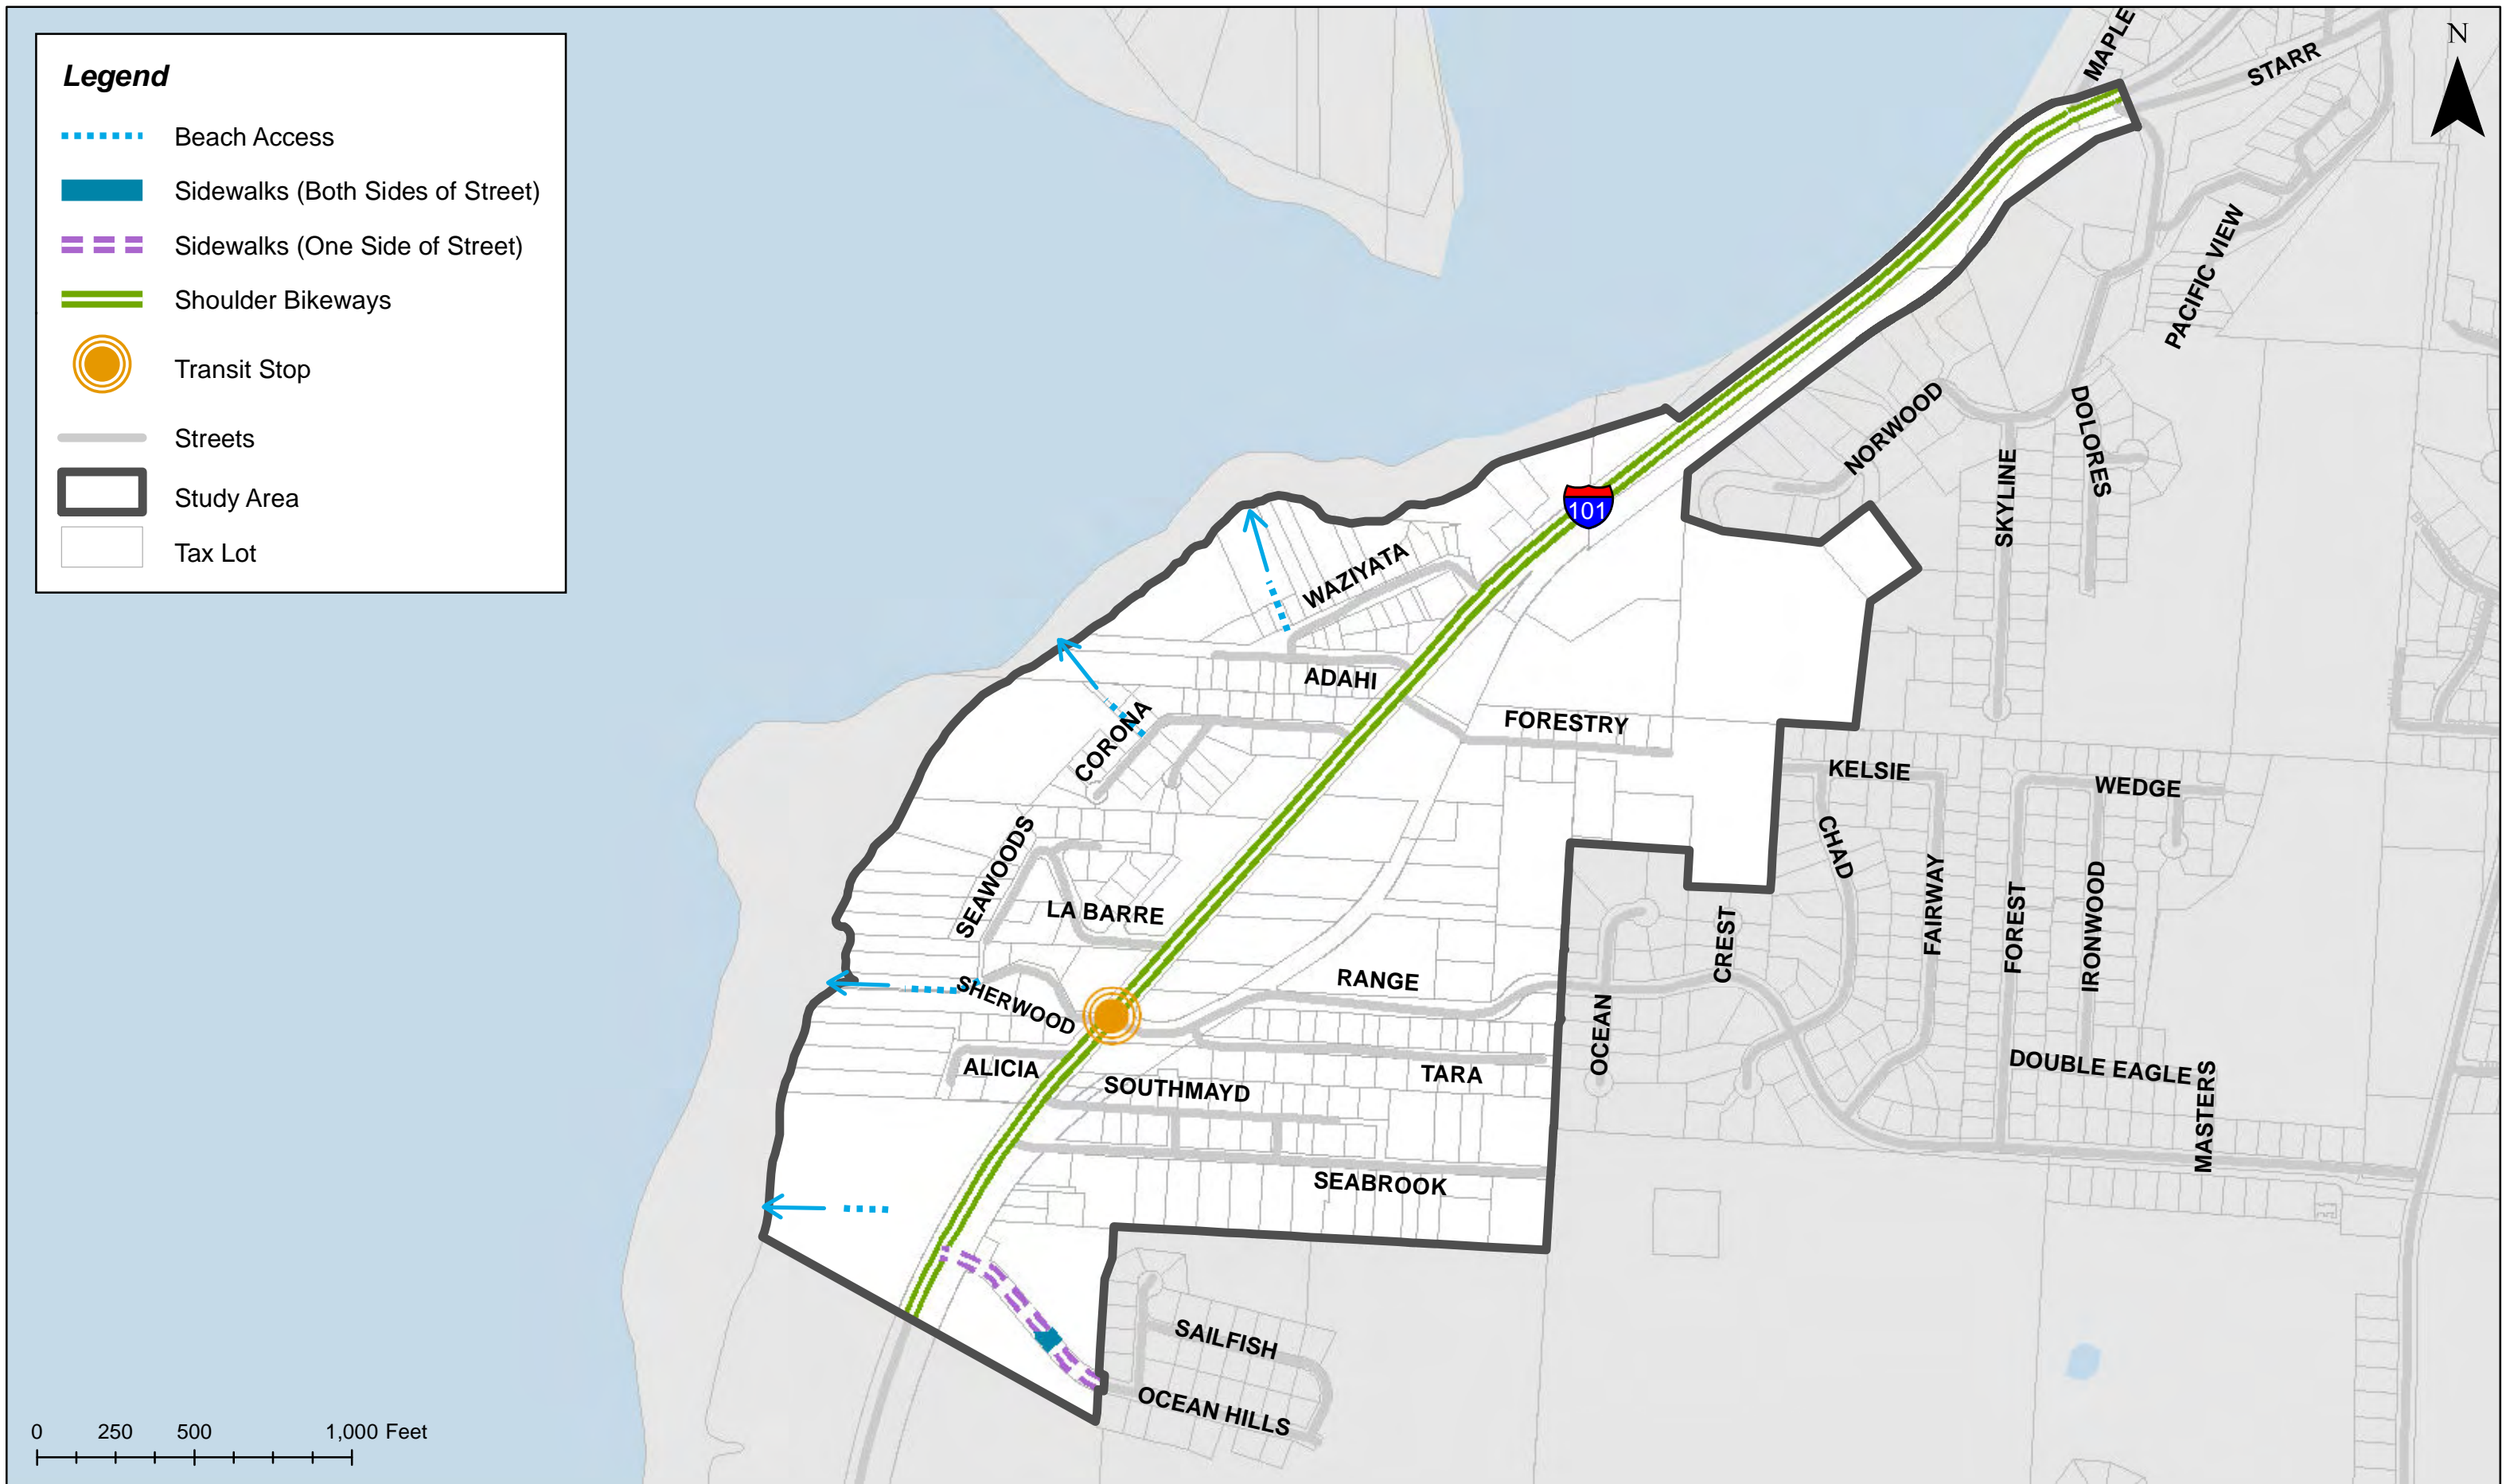 Legend
Beach Access
Sidewalks (Both Sides of Street)
Sidewalks (One Side of Street)
Shoulder Bikeways
Transit Stop
Streets
Study Area
Tax Lot
N
MAPLE
STARR
PACIFIC VIEW
NORWOOD
DOLORES
SKYLINE
101
WAZIYATA
ADAHI
FORESTRY
CORONA
KELSIE
WEDGE
CHAD
SEAWOODS
LA BARRE
FAIRWAY
FOREST
IRONWOOD
CREST
RANGE
SHERWOOD
OCEAN
ALICIA
SOUTHMAYD
TARA
DOUBLE EAGLE
MASTERS
SEABROOK
SAILFISH
OCEAN HILLS
0 250 500 1,000 Feet